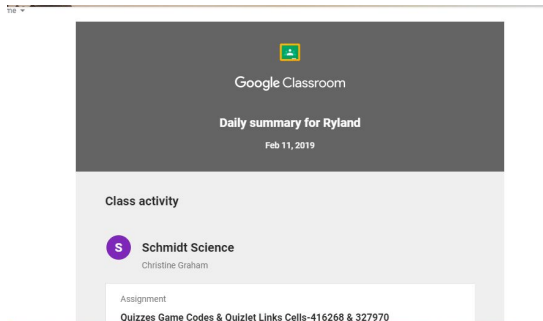 me
Google Classroom
Daily summary for Ryland
Feb 11, 2019
Class activity
S
Schmidt Science
Christine Graham
Assignment
Quizzes Game Codes & Quizlet Links Cells-416268 & 327970